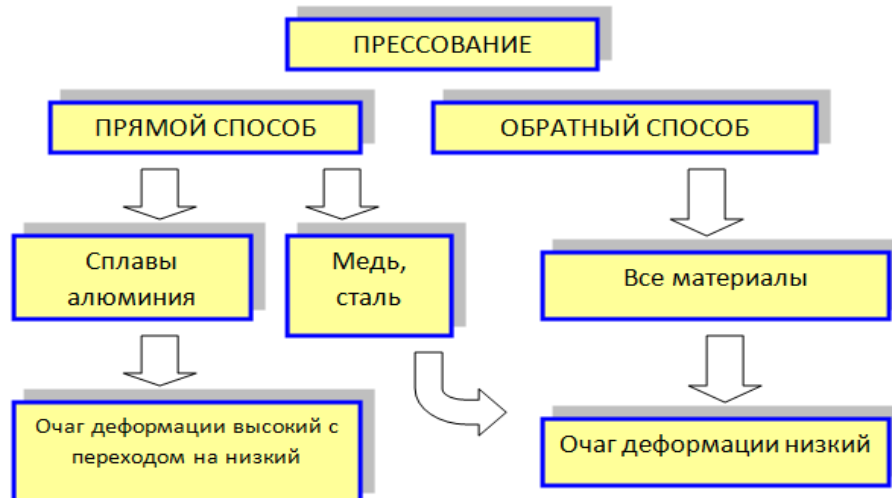 ПРЕССОВАНИЕ
ПРЯМОЙ СПОСОБ
ОБРАТНЫЙ СПОСОБ
Сплавы
алюминия
Медь,
сталь
Все материалы
Очаг деформации высокий с
переходом на низкий
Очаг деформации низкий